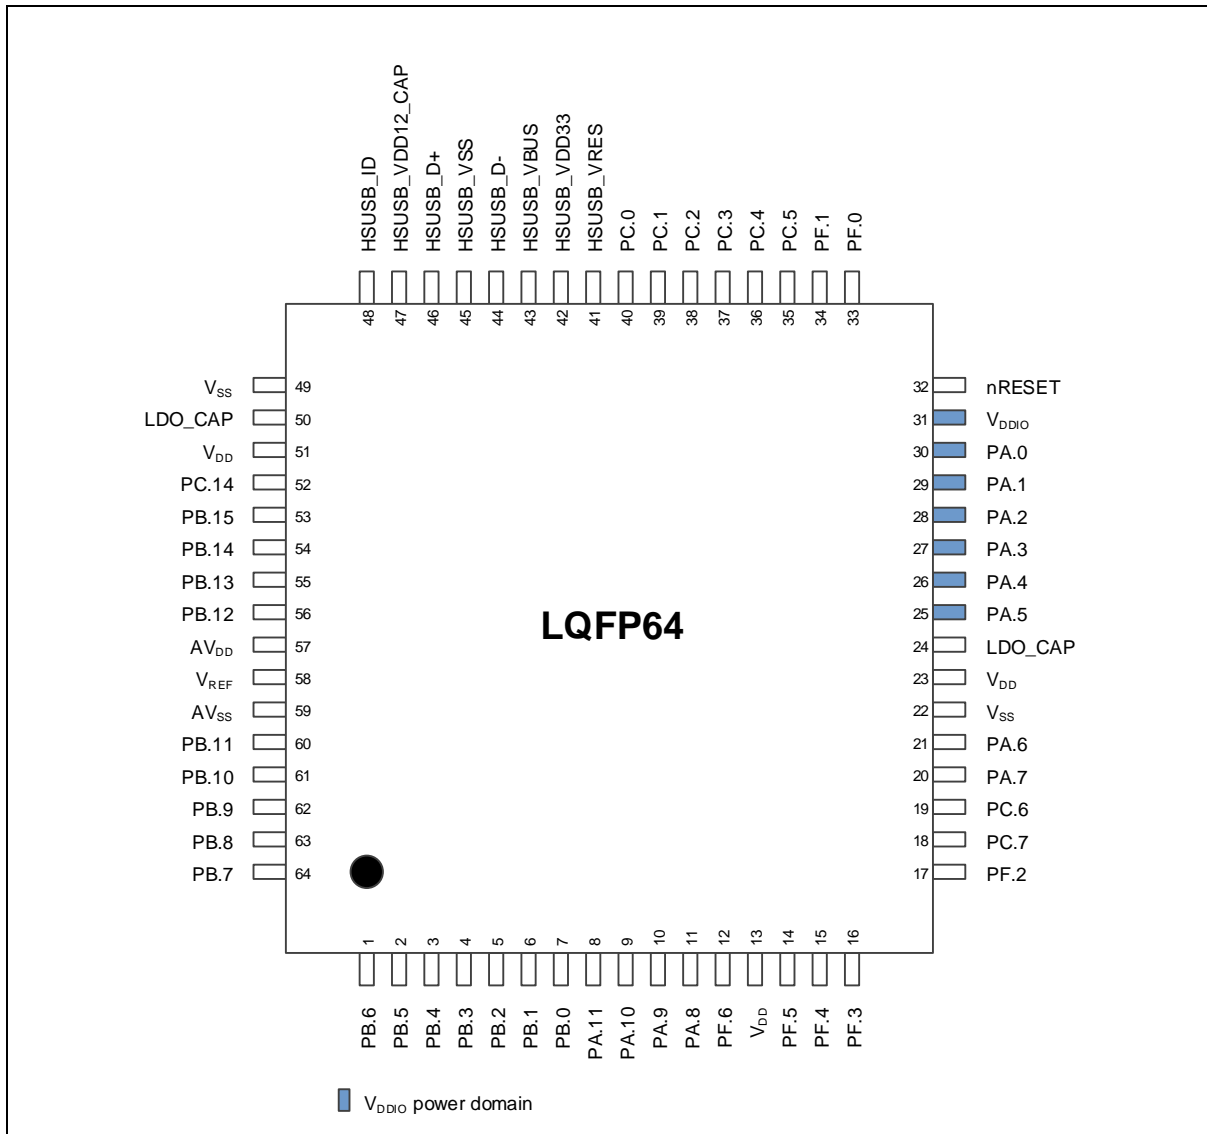 HSUSB_ID
HSUSB_VDD12_CAP
HSUSB_D+
HSUSB_VSS
HSUSB_D-
HSUSB_VBUS
HSUSB_VDD33
HSUSB_VRES
PC.0
PC.1
PC.2
PC.3
PC.4
PC.5
PF.1
PF.0
48
47
46
45
44
43
42
41
40
39
38
37
36
35
34
33
VSS 49
LDO_CAP 50
VDD 51
PC.14 52
PB.15 53
PB.14 54
PB.13 55
PB.12 56
AVDD 57
VREF 58
AVSS 59
PB.11 60
PB.10 61
PB.9 62
PB.8 63
PB.7 64
LQFP64
32 nRESET
31 VDDIO
30 PA.0
29 PA.1
28 PA.2
27 PA.3
26 PA.4
25 PA.5
24 LDO_CAP
23 VDD
22 VSS
21 PA.6
20 PA.7
19 PC.6
18 PC.7
17 PF.2
1
2
3
4
5
6
7
8
9
10
11
12
13
14
15
16
PB.6
PB.5
PB.4
PB.3
PB.2
PB.1
PB.0
PA.11
PA.10
PA.9
PA.8
PF.6
VDD
PF.5
PF.4
PF.3
VDDIO power domain